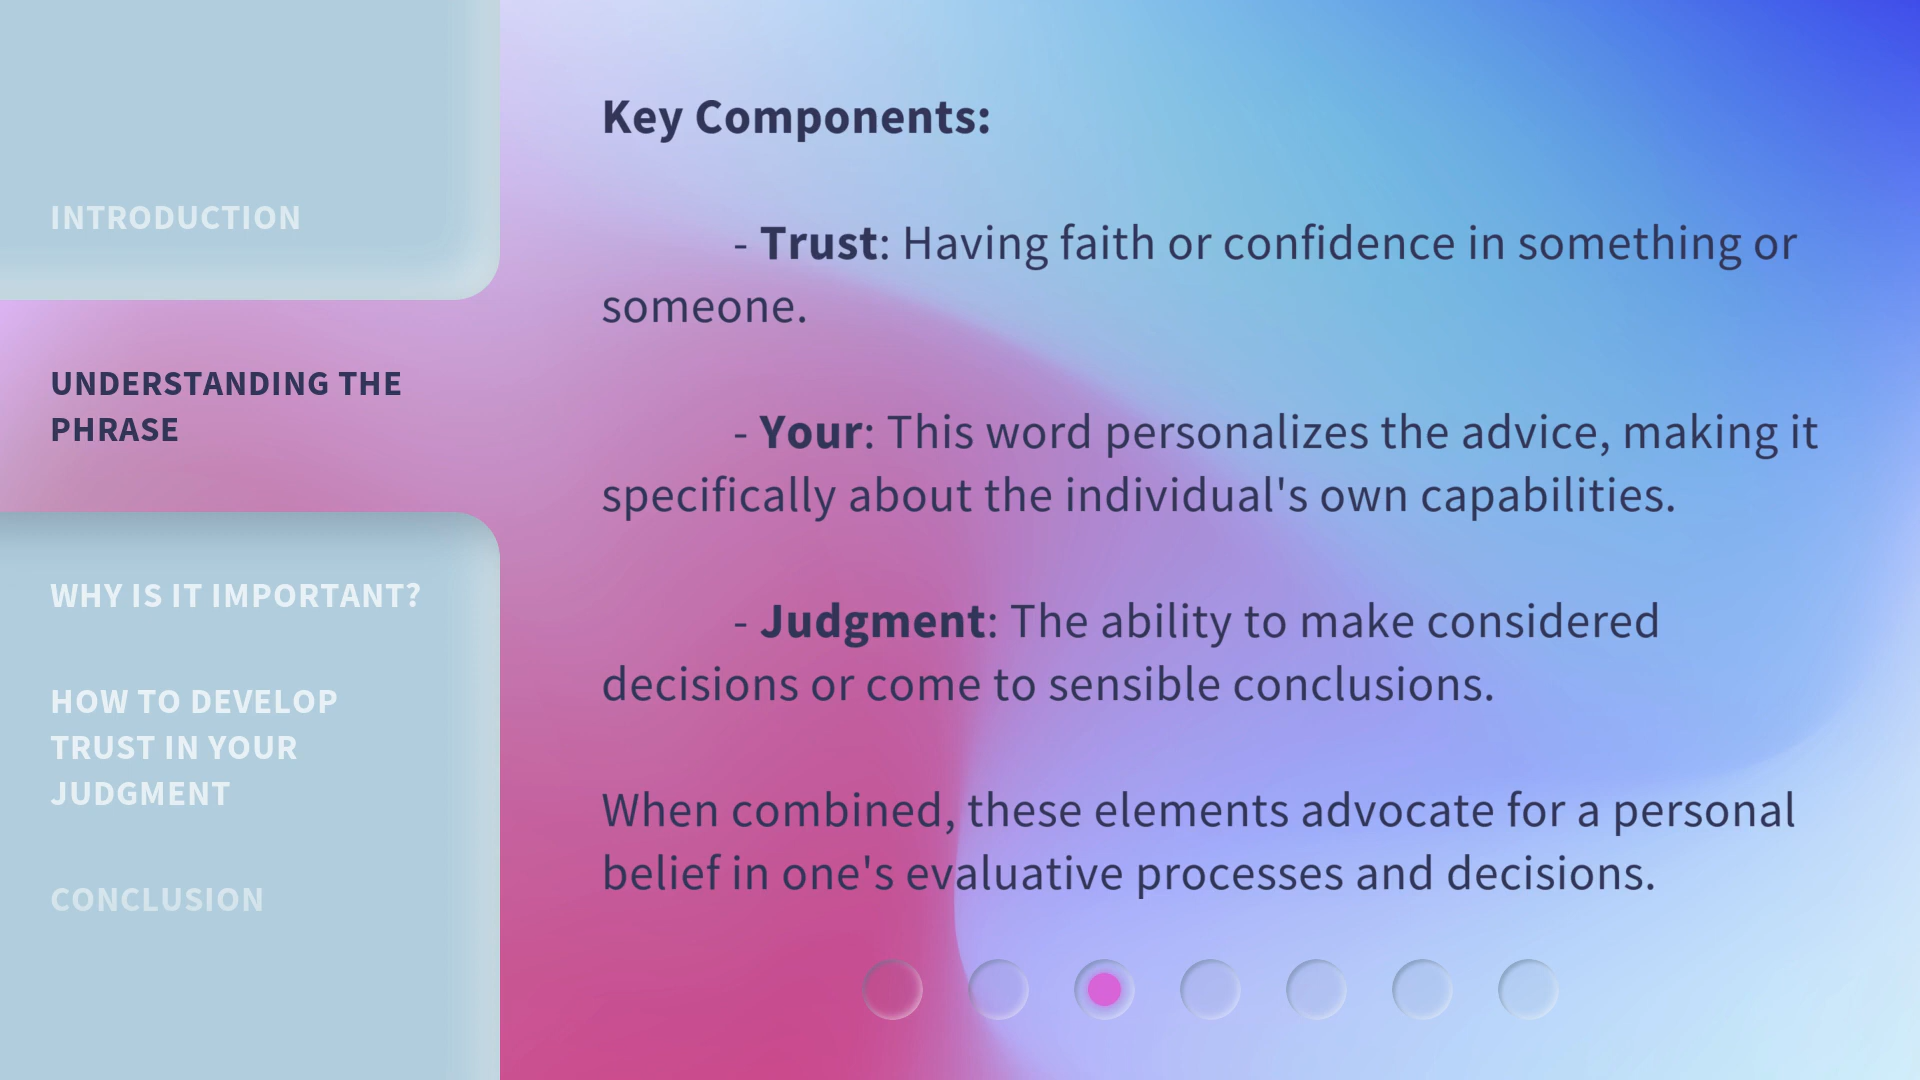 INTRODUCTION
UNDERSTANDING THE
PHRASE
WHY IS IT IMPORTANT?
HOW TO DEVELOP
TRUST IN YOUR
JUDGMENT
CONCLUSION
Key Components:
- Trust: Having faith or confidence in something or
someone.
- Your: This word personalizes the advice, making it
specifically about the individual's own capabilities.
- Judgment: The ability to make considered
decisions or come to sensible conclusions.
When combined, these elements advocate for a personal
belief in one's evaluative processes and decisions.